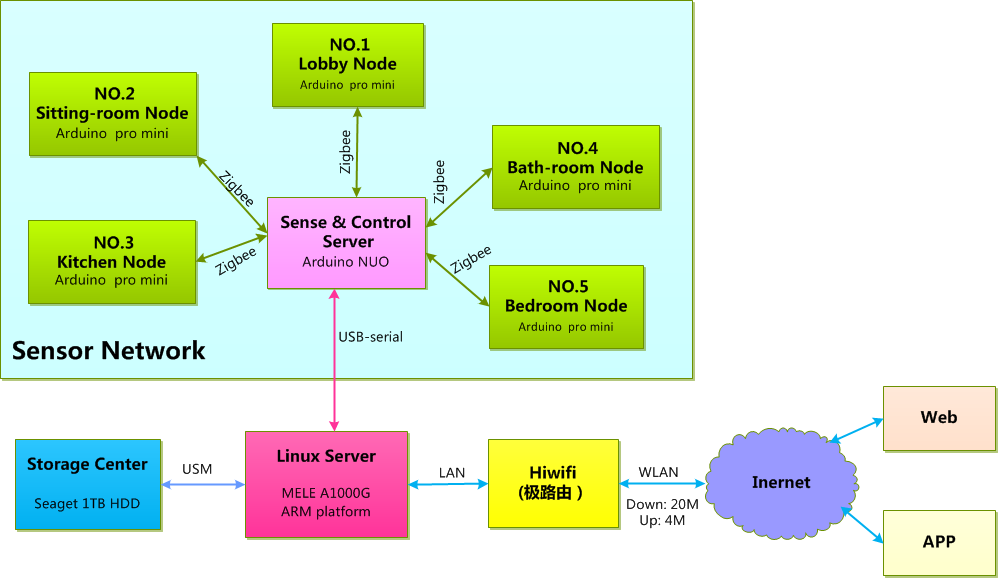 NO.1
Lobby Node
Arduino pro mini
NO.2
Sitting-room Node
Arduino pro mini
NO.4
Bath-room Node
Arduino pro mini
Zigbee
Zigbee
Zigbee
Sense & Control
Server
Arduino NUO
NO.3
Kitchen Node
Arduino pro mini
Zigbee
Zigbee
NO.5
Bedroom Node
Arduino pro mini
Sensor Network
USB-serial
Storage Center
Seaget 1TB HDD
USM
Linux Server
MELE A1000G
ARM platform
LAN
Hiwifi
(极路由）
WLAN
Down: 20M
Up: 4M
Inernet
Web
APP